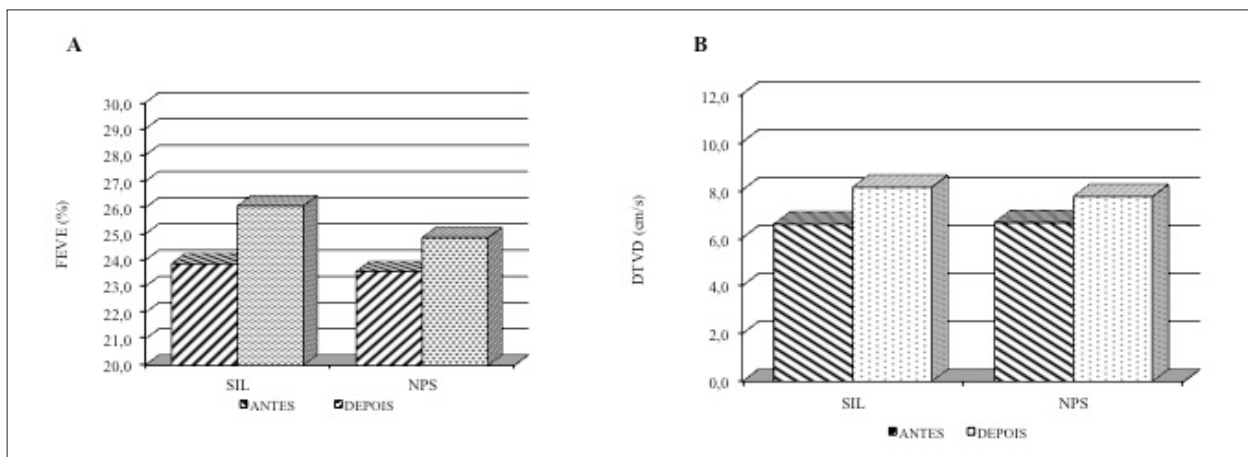 A
FEVE (%)
30,0
29,0
28,0
27,0
26,0
25,0
24,0
23,0
22,0
21,0
20,0
SIL NPS
ANTES DEPOIS
B
DTVD (cm/s)
12,0
10,0
8,0
6,0
4,0
2,0
0,0
SIL NPS
ANTES DEPOIS